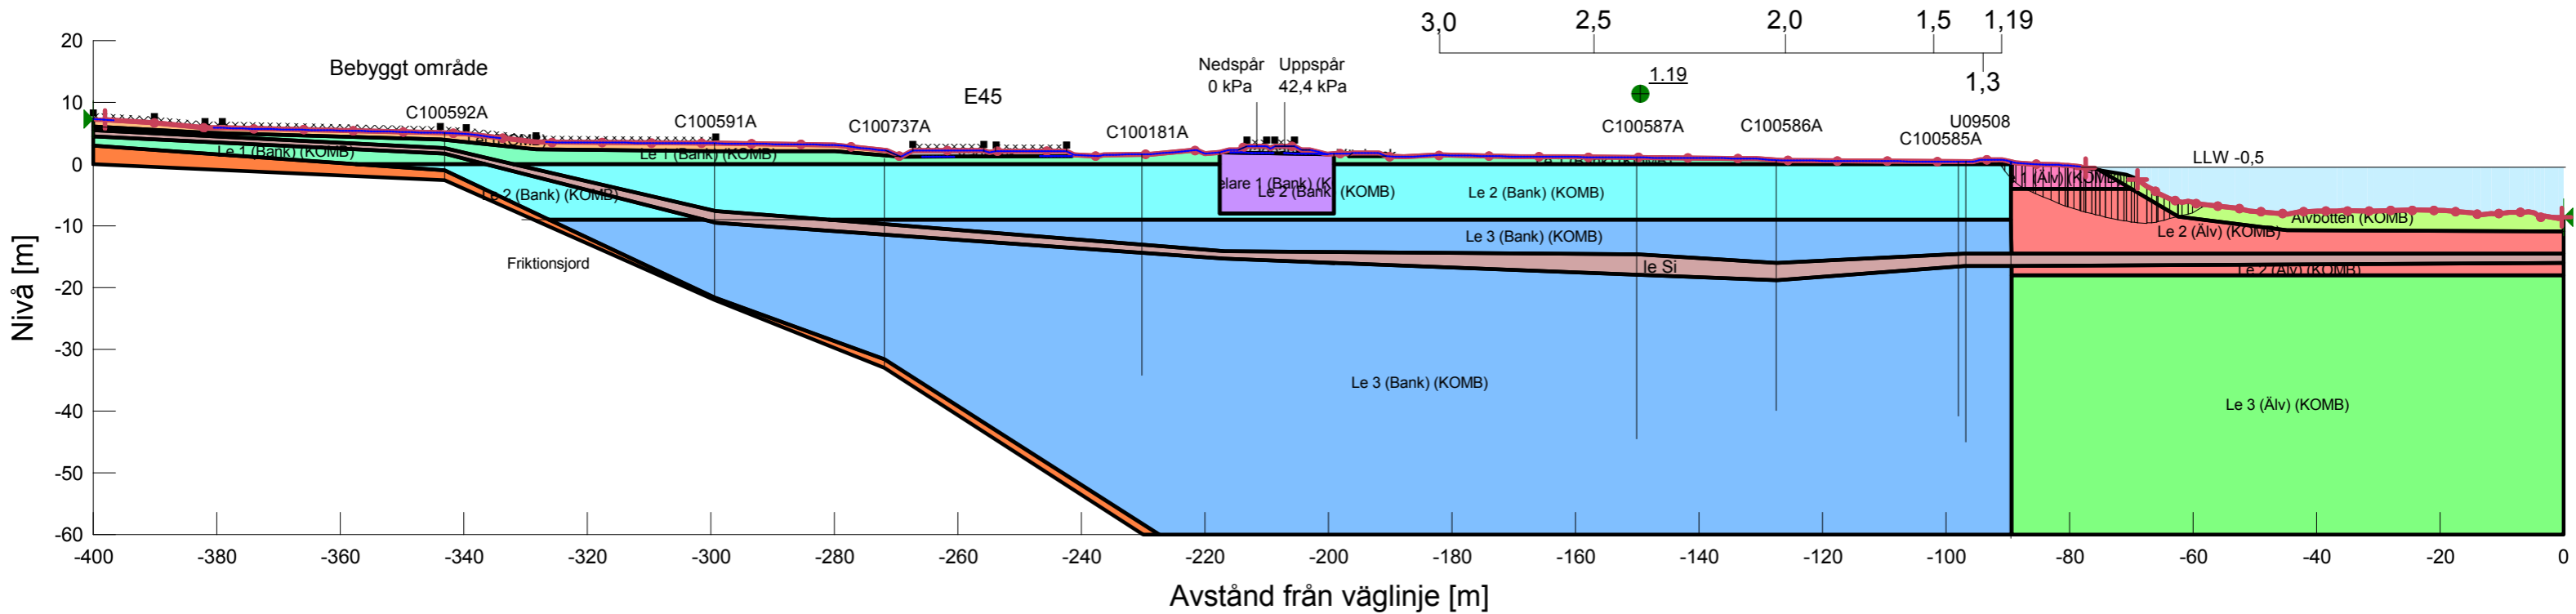 3,0 2,5 2,0 1,5 1,19
1,3
1.19
Bebyggt område
E45
Nedspår Uppspår
0 kPa 42,4 kPa
C100592A
C100591A
C100737A
C100181A
C100587A
C100586A
C100585A
U09508
LLW -0,5
Le 1 (Bank) (KOMB)
Le 1 (Bank) (KOMB)
Le 2 (Bank) (KOMB)
elare 1 (Bank) (K
Le 2 (Bank) (KOMB)
Le 2 (Bank) (KOMB)
1 (Älv) (KOMB)
Älvbotten (KOMB)
Le 3 (Bank) (KOMB)
Le 2 (Älv) (KOMB)
Friktionsjord
le Si
Le 2 (Älv) (KOMB)
Le 3 (Bank) (KOMB)
Le 3 (Älv) (KOMB)
Nivå [m]
20
10
0
-10
-20
-30
-40
-50
-60
-400 -380 -360 -340 -320 -300 -280 -260 -240 -220 -200 -180 -160 -140 -120 -100 -80 -60 -40 -20 0
Avstånd från väglinje [m]